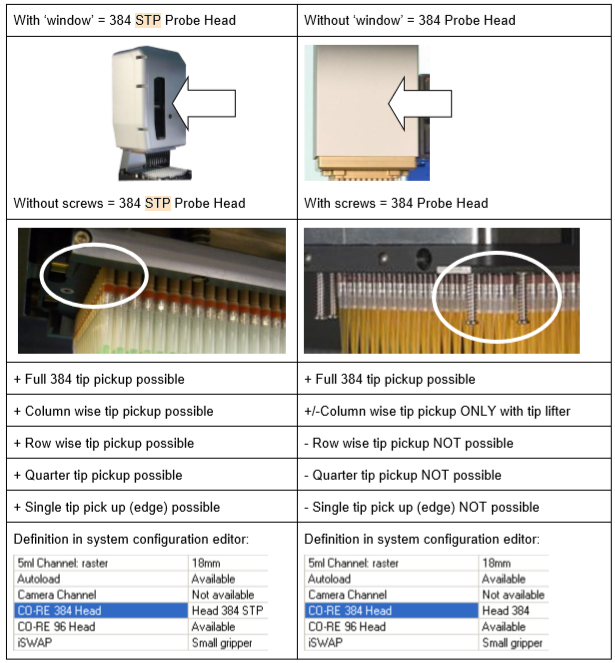 With ‘window’ = 384 STP Probe Head
Without ‘window’ = 384 Probe Head
Without screws = 384 STP Probe Head
With screws = 384 Probe Head
+ Full 384 tip pickup possible
+ Full 384 tip pickup possible
+ Column wise tip pickup possible
+/-Column wise tip pickup ONLY with tip lifter
+ Row wise tip pickup possible
- Row wise tip pickup NOT possible
+ Quarter tip pickup possible
- Quarter tip pickup NOT possible
+ Single tip pick up (edge) possible
- Single tip pick up (edge) NOT possible
Definition in system configuration editor:
5ml Channel: raster 18mm
Autoload Available
Camera Channel Not available
CO-RE 384 Head Head 384 STP
CO-RE 96 Head Available
iSWAP Small gripper
Definition in system configuration editor:
5ml Channel: raster 18mm
Autoload Available
Camera Channel Not available
CO-RE 384 Head Head 384
CO-RE 96 Head Available
iSWAP Small gripper